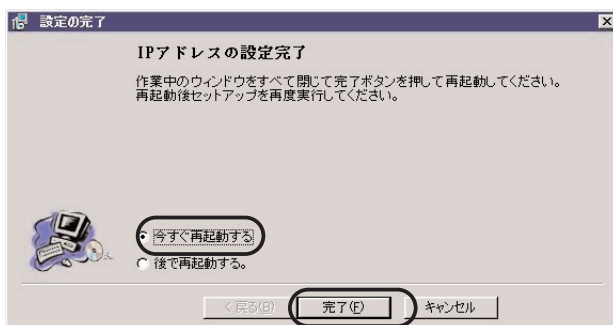 設定の完了
IPアドレスの設定完了
作業中のウィンドウをすべて閉じて完了ボタンを押して再起動してください。
再起動後セットアップを再度実行してください。
今すぐ再起動する
後で再起動する。
< 戻る(B)
完了(F)
キャンセル